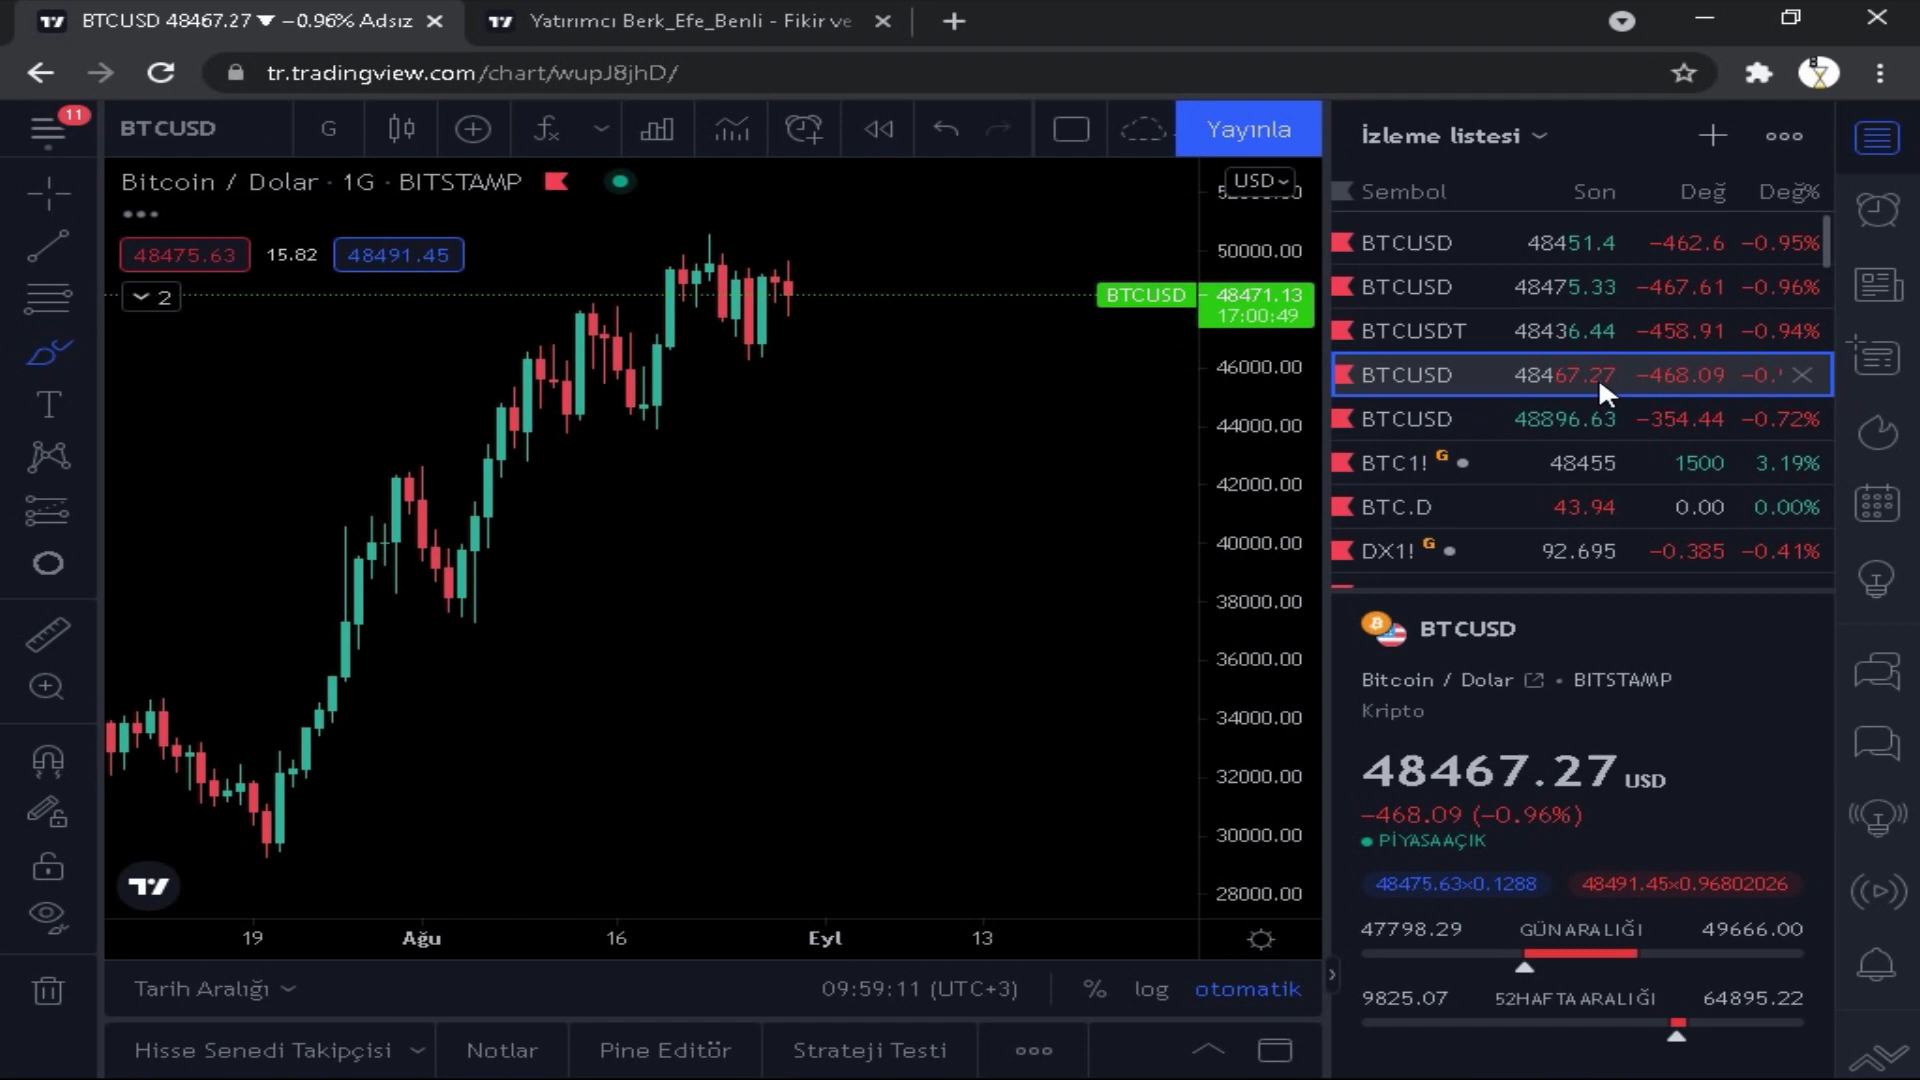 BTCUSD 48467.27 ▼ −0.96% Adsız
Yatırımcı Berk_Efe_Benli - Fikir ve
tr.tradingview.com/chart/wupJ8jhD/
11
BTCUSD
G
Yayınla
Bitcoin / Dolar · 1G · BITSTAMP
48475.63 15.82 48491.45
2
USD
50000.00
BTCUSD 48471.13
17:00:49
46000.00
44000.00
42000.00
40000.00
38000.00
36000.00
34000.00
32000.00
30000.00
28000.00
19 Ağu 16 Eyl 13
Tarih Aralığı
09:59:11 (UTC+3) % log otomatik
Hisse Senedi Takipçisi Notlar Pine Editör Strateji Testi
İzleme listesi
Sembol Son Değ Değ%
BTCUSD 48451.4 −462.6 −0.95%
BTCUSD 48475.33 −467.61 −0.96%
BTCUSDT 48436.44 −458.91 −0.94%
BTCUSD 48467.27 −468.09 −0.
BTCUSD 48896.63 −354.44 −0.72%
BTC1! G 48455 1500 3.19%
BTC.D 43.94 0.00 0.00%
DX1! G 92.695 −0.385 −0.41%
BTCUSD
Bitcoin / Dolar • BITSTAMP
Kripto
48467.27 USD
−468.09 (−0.96%)
PİYASA AÇIK
48475.63×0.1288 48491.45×0.96802026
47798.29 GÜN ARALIĞI 49666.00
9825.07 52HAFTA ARALIĞI 64895.22